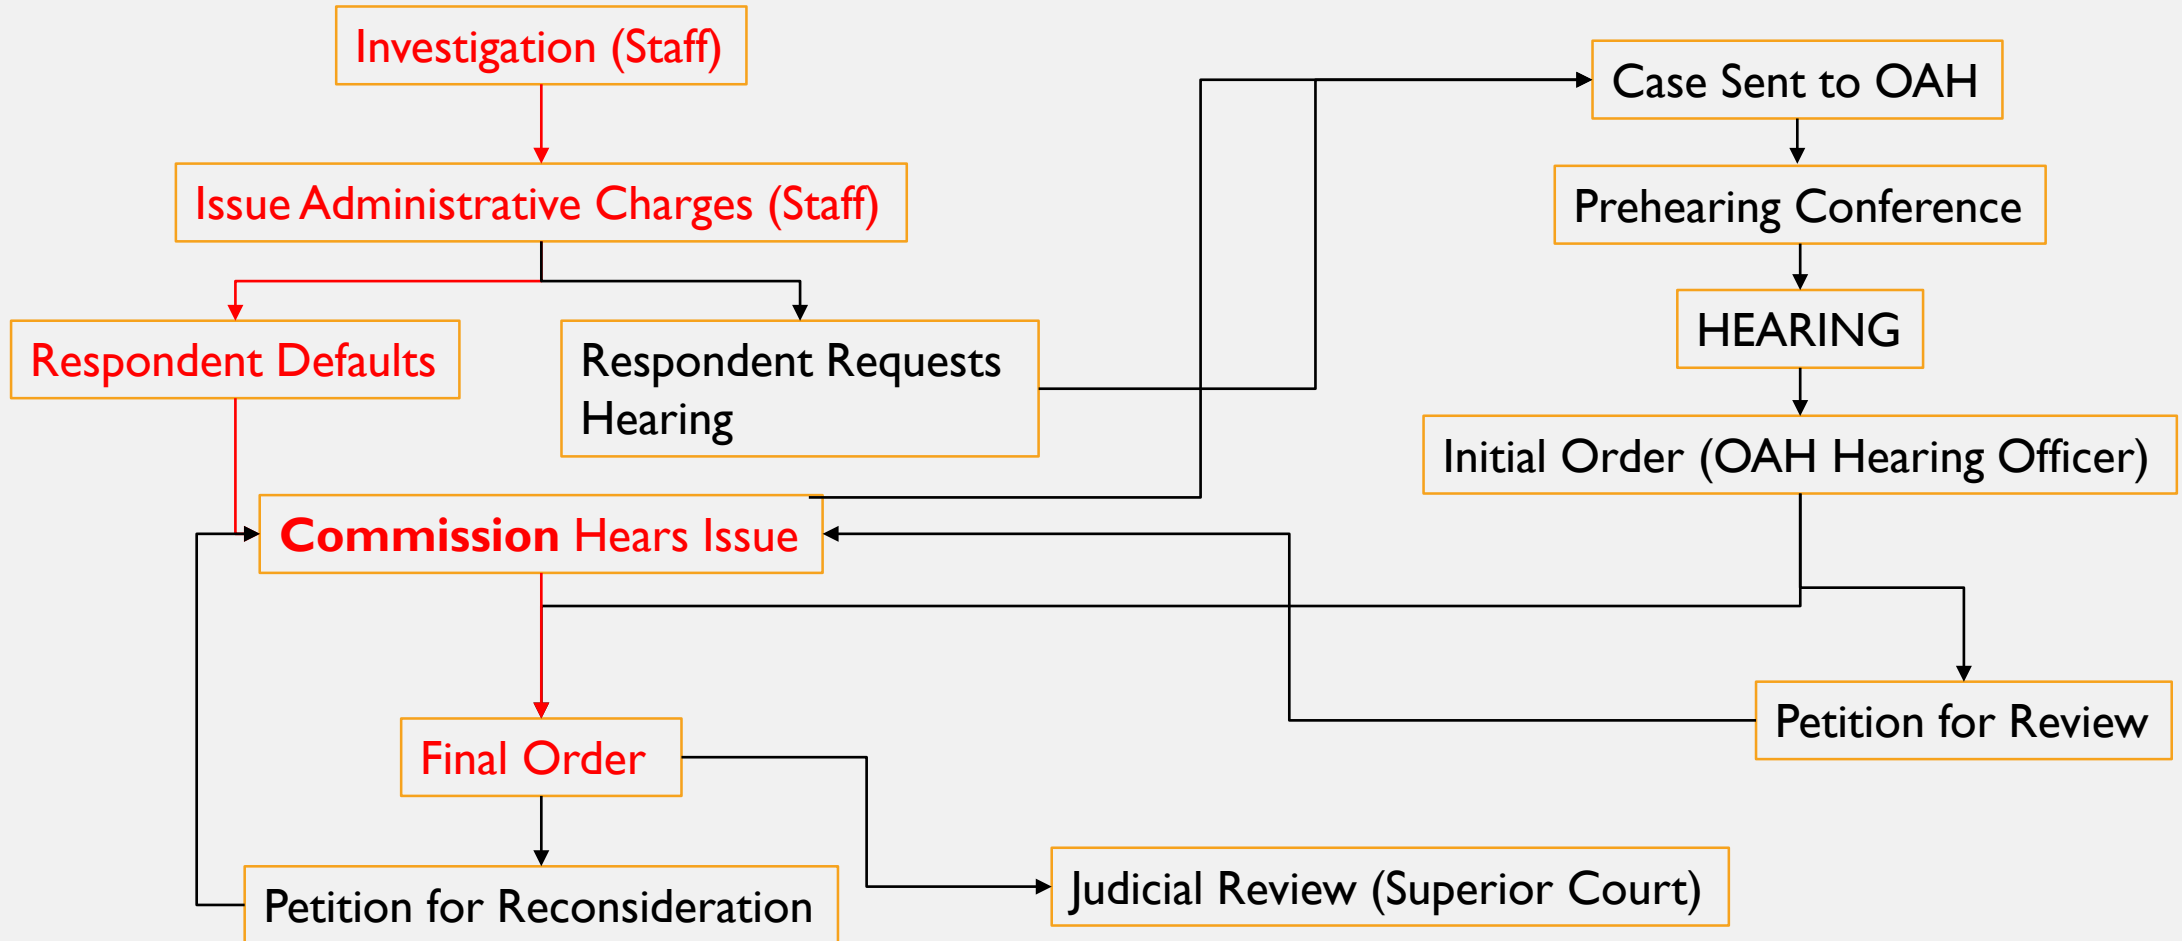 Investigation (Staff)
Issue Administrative Charges (Staff)
Respondent Defaults
Respondent Requests
Hearing
Commission Hears Issue
Final Order
Petition for Reconsideration
Case Sent to OAH
Prehearing Conference
HEARING
Initial Order (OAH Hearing Officer)
Petition for Review
Judicial Review (Superior Court)